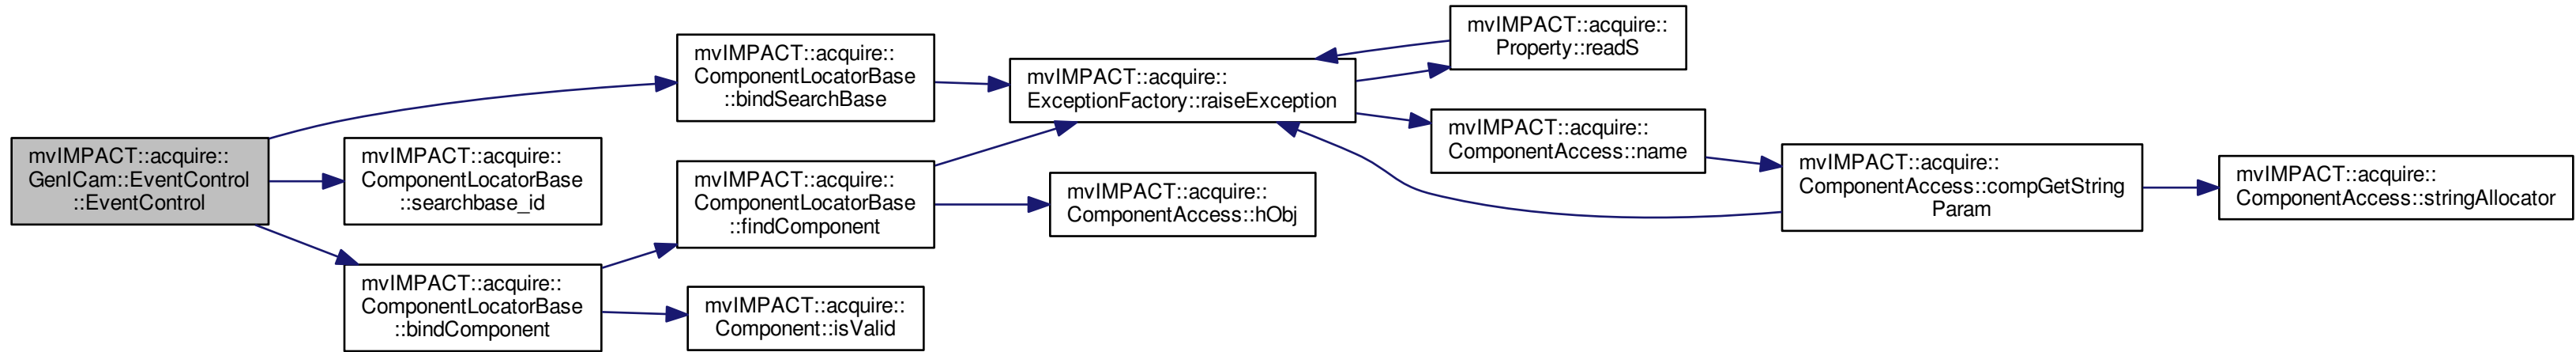 mvIMPACT::acquire::
GenICam::EventControl
::EventControl
mvIMPACT::acquire::
ComponentLocatorBase
::bindSearchBase
mvIMPACT::acquire::
ComponentLocatorBase
::searchbase_id
mvIMPACT::acquire::
ComponentLocatorBase
::bindComponent
mvIMPACT::acquire::
ComponentLocatorBase
::findComponent
mvIMPACT::acquire::
Component::isValid
mvIMPACT::acquire::
ExceptionFactory::raiseException
mvIMPACT::acquire::
ComponentAccess::hObj
mvIMPACT::acquire::
Property::readS
mvIMPACT::acquire::
ComponentAccess::name
mvIMPACT::acquire::
ComponentAccess::compGetString
Param
mvIMPACT::acquire::
ComponentAccess::stringAllocator